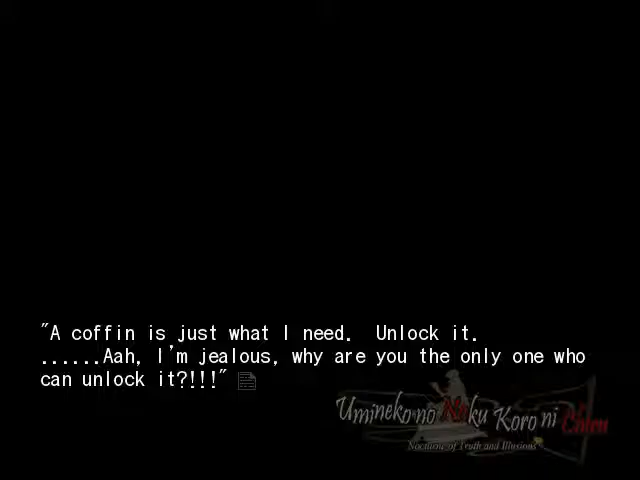 "A coffin is just what I need.  Unlock it.
......Aah, I'm jealous, why are you the only one who
can unlock it?!!!"
Umineko no Naku Koro ni Chiru
Nocturne of Truth and Illusions